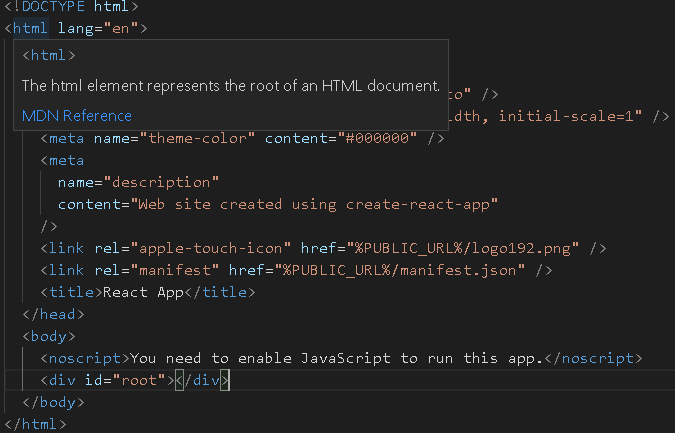 <!DOCTYPE html>
<html lang="en">
<html>
The html element represents the root of an HTML document.
to" />
MDN Reference
dth, initial-scale=1" />
<meta name="theme-color" content="#000000" />
<meta
name="description"
content="Web site created using create-react-app"
/>
<link rel="apple-touch-icon" href="%PUBLIC_URL%/logo192.png" />
<link rel="manifest" href="%PUBLIC_URL%/manifest.json" />
<title>React App</title>
</head>
<body>
<noscript>You need to enable JavaScript to run this app.</noscript>
<div id="root"></div>
</body>
</html>